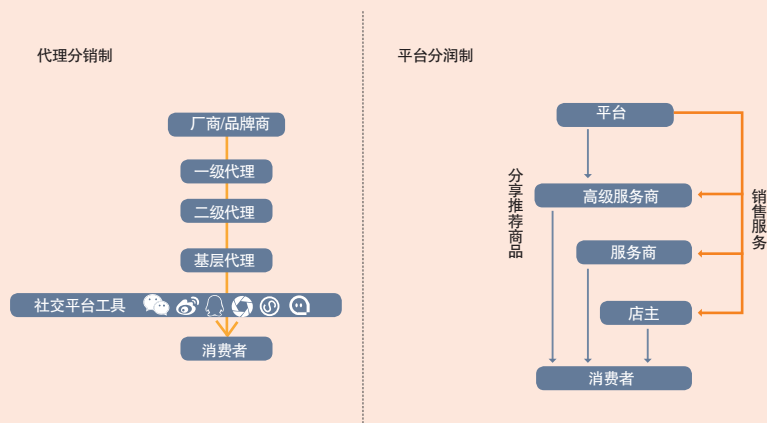 代理分销制
厂商/品牌商
一级代理
二级代理
基层代理
社交平台工具
消费者
平台分润制
平台
分享推荐商品
高级服务商
销售服务
服务商
店主
消费者